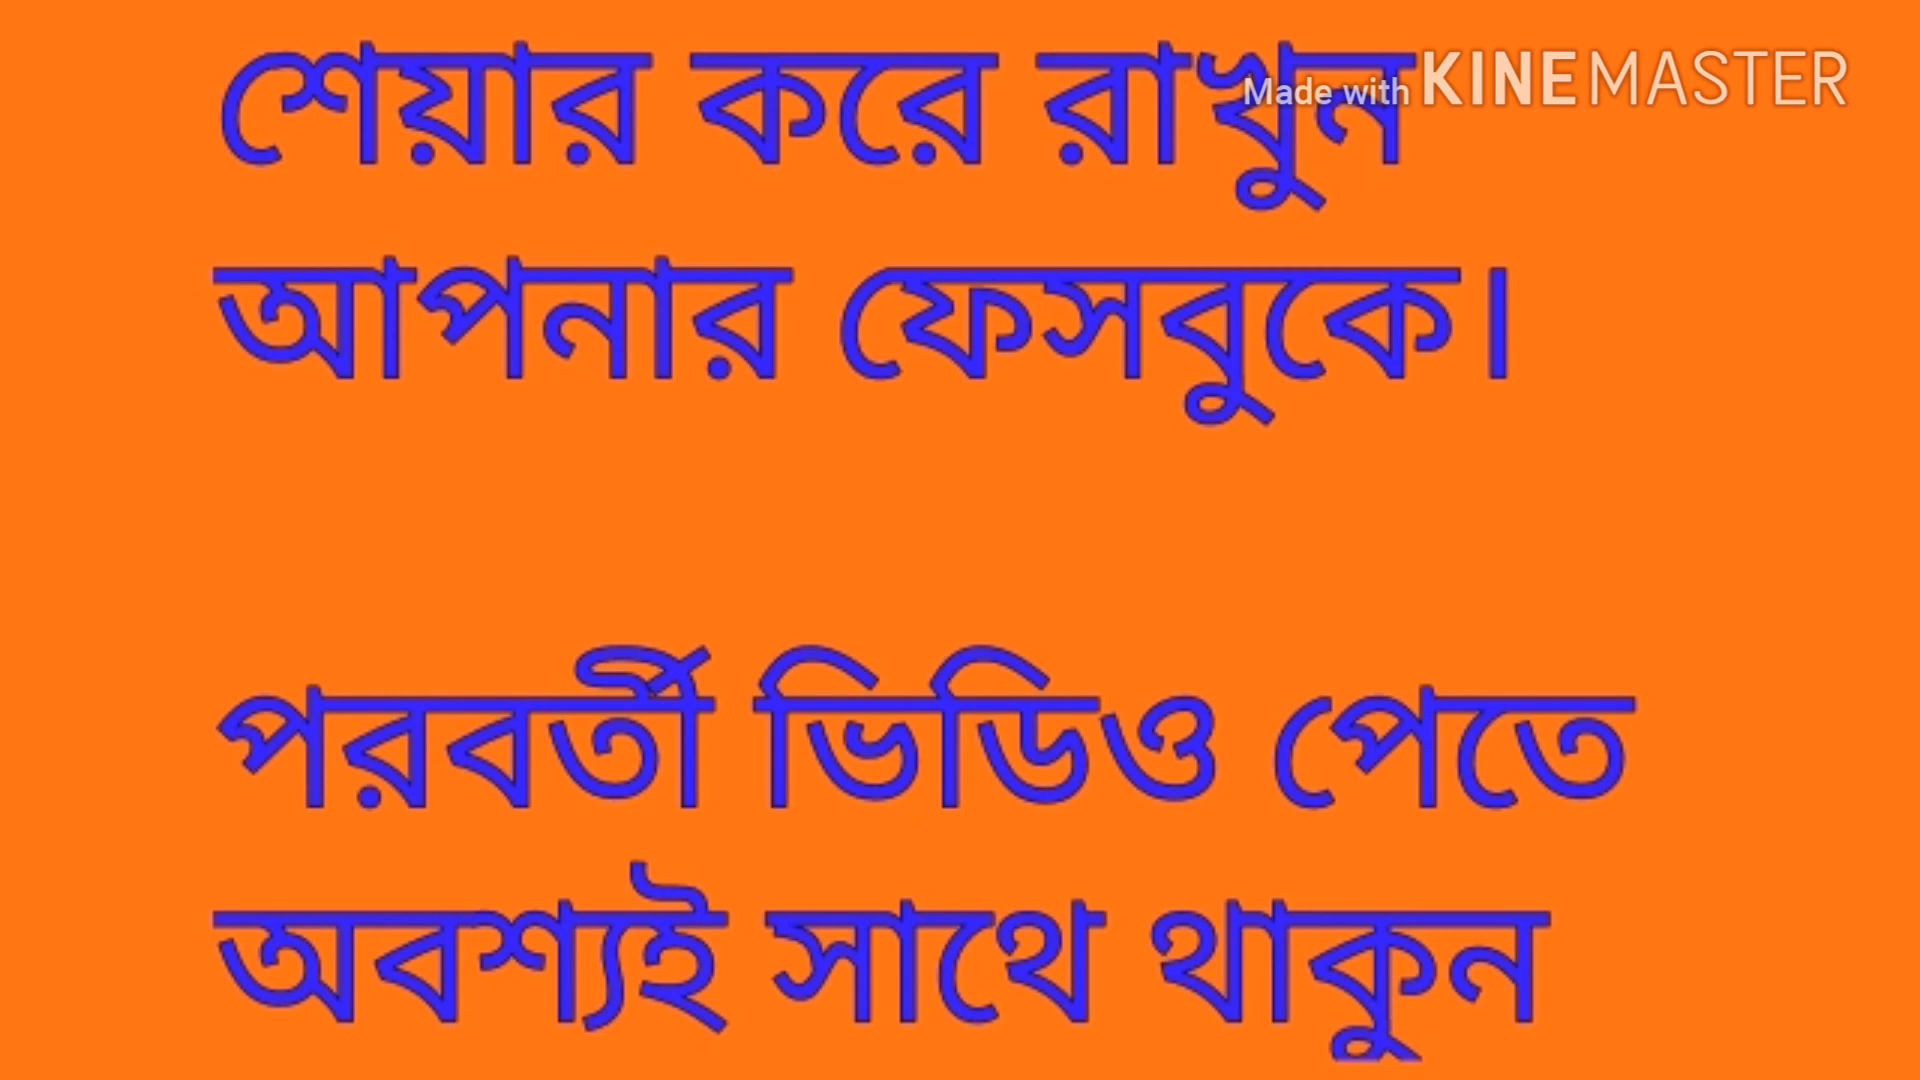 শেয়ার করে রাখুন
Made with KINEMASTER
আপনার ফেসবুকে।
পরবর্তী ভিডিও পেতে
অবশ্যই সাথে থাকুন